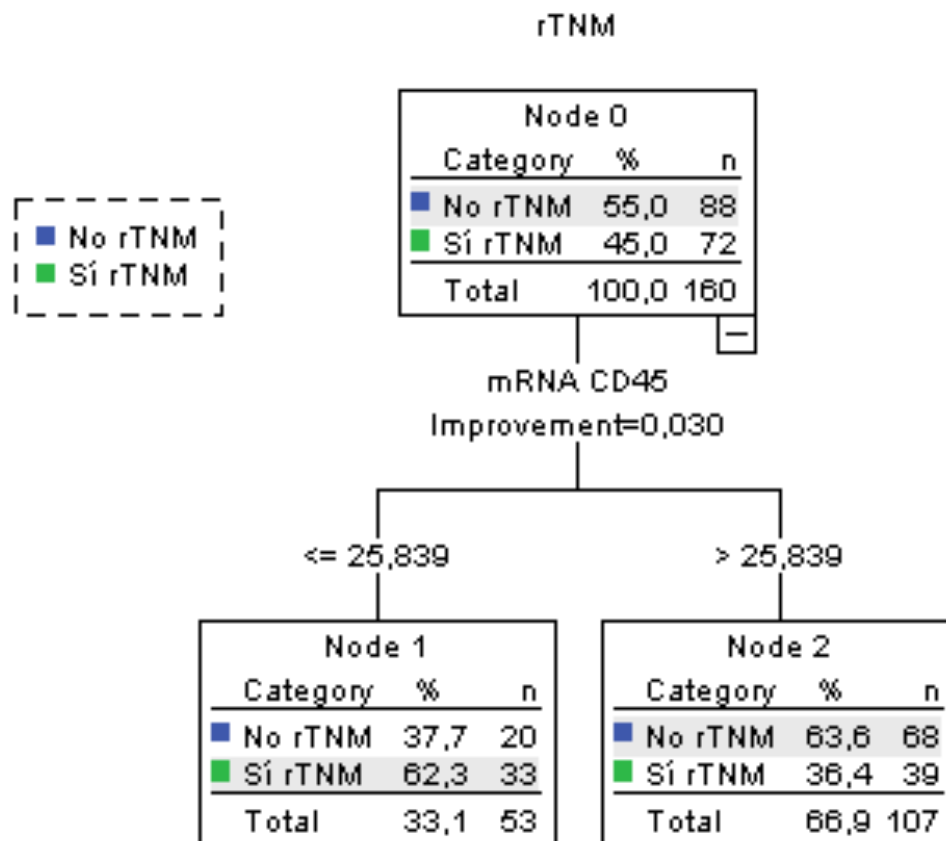 rTNM
Node 0
Category % n
No rTNM 55,0 88
Sí rTNM 45,0 72
Total 100,0 160
No rTNM
Sí rTNM
mRNA CD45
Improvement=0,030
<= 25,839
> 25,839
Node 1
Category % n
No rTNM 37,7 20
Sí rTNM 62,3 33
Total 33,1 53
Node 2
Category % n
No rTNM 63,6 68
Sí rTNM 36,4 39
Total 66,9 107